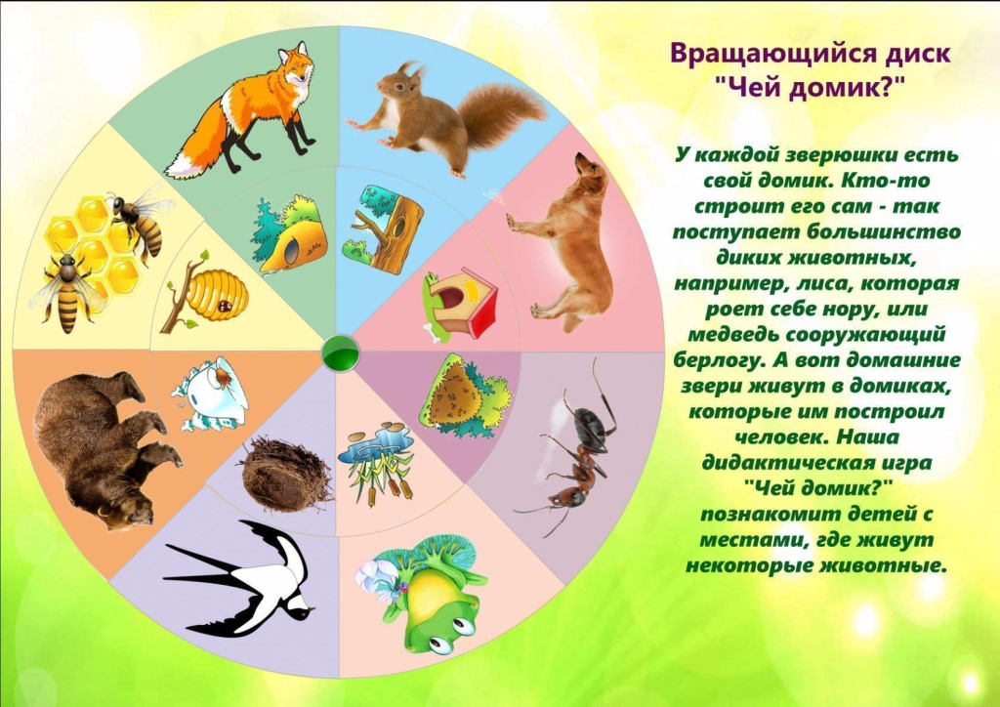 Вращающийся диск
"Чей домик?"
У каждой зверюшки есть
свой домик. Кто-то
строит его сам - так
поступает большинство
диких животных,
например, лиса, которая
роет себе нору, или
медведь сооружающий
берлогу. А вот домашние
звери живут в домиках,
которые им построил
человек. Наша
дидактическая игра
"Чей домик?"
познакомит детей с
местами, где живут
некоторые животные.